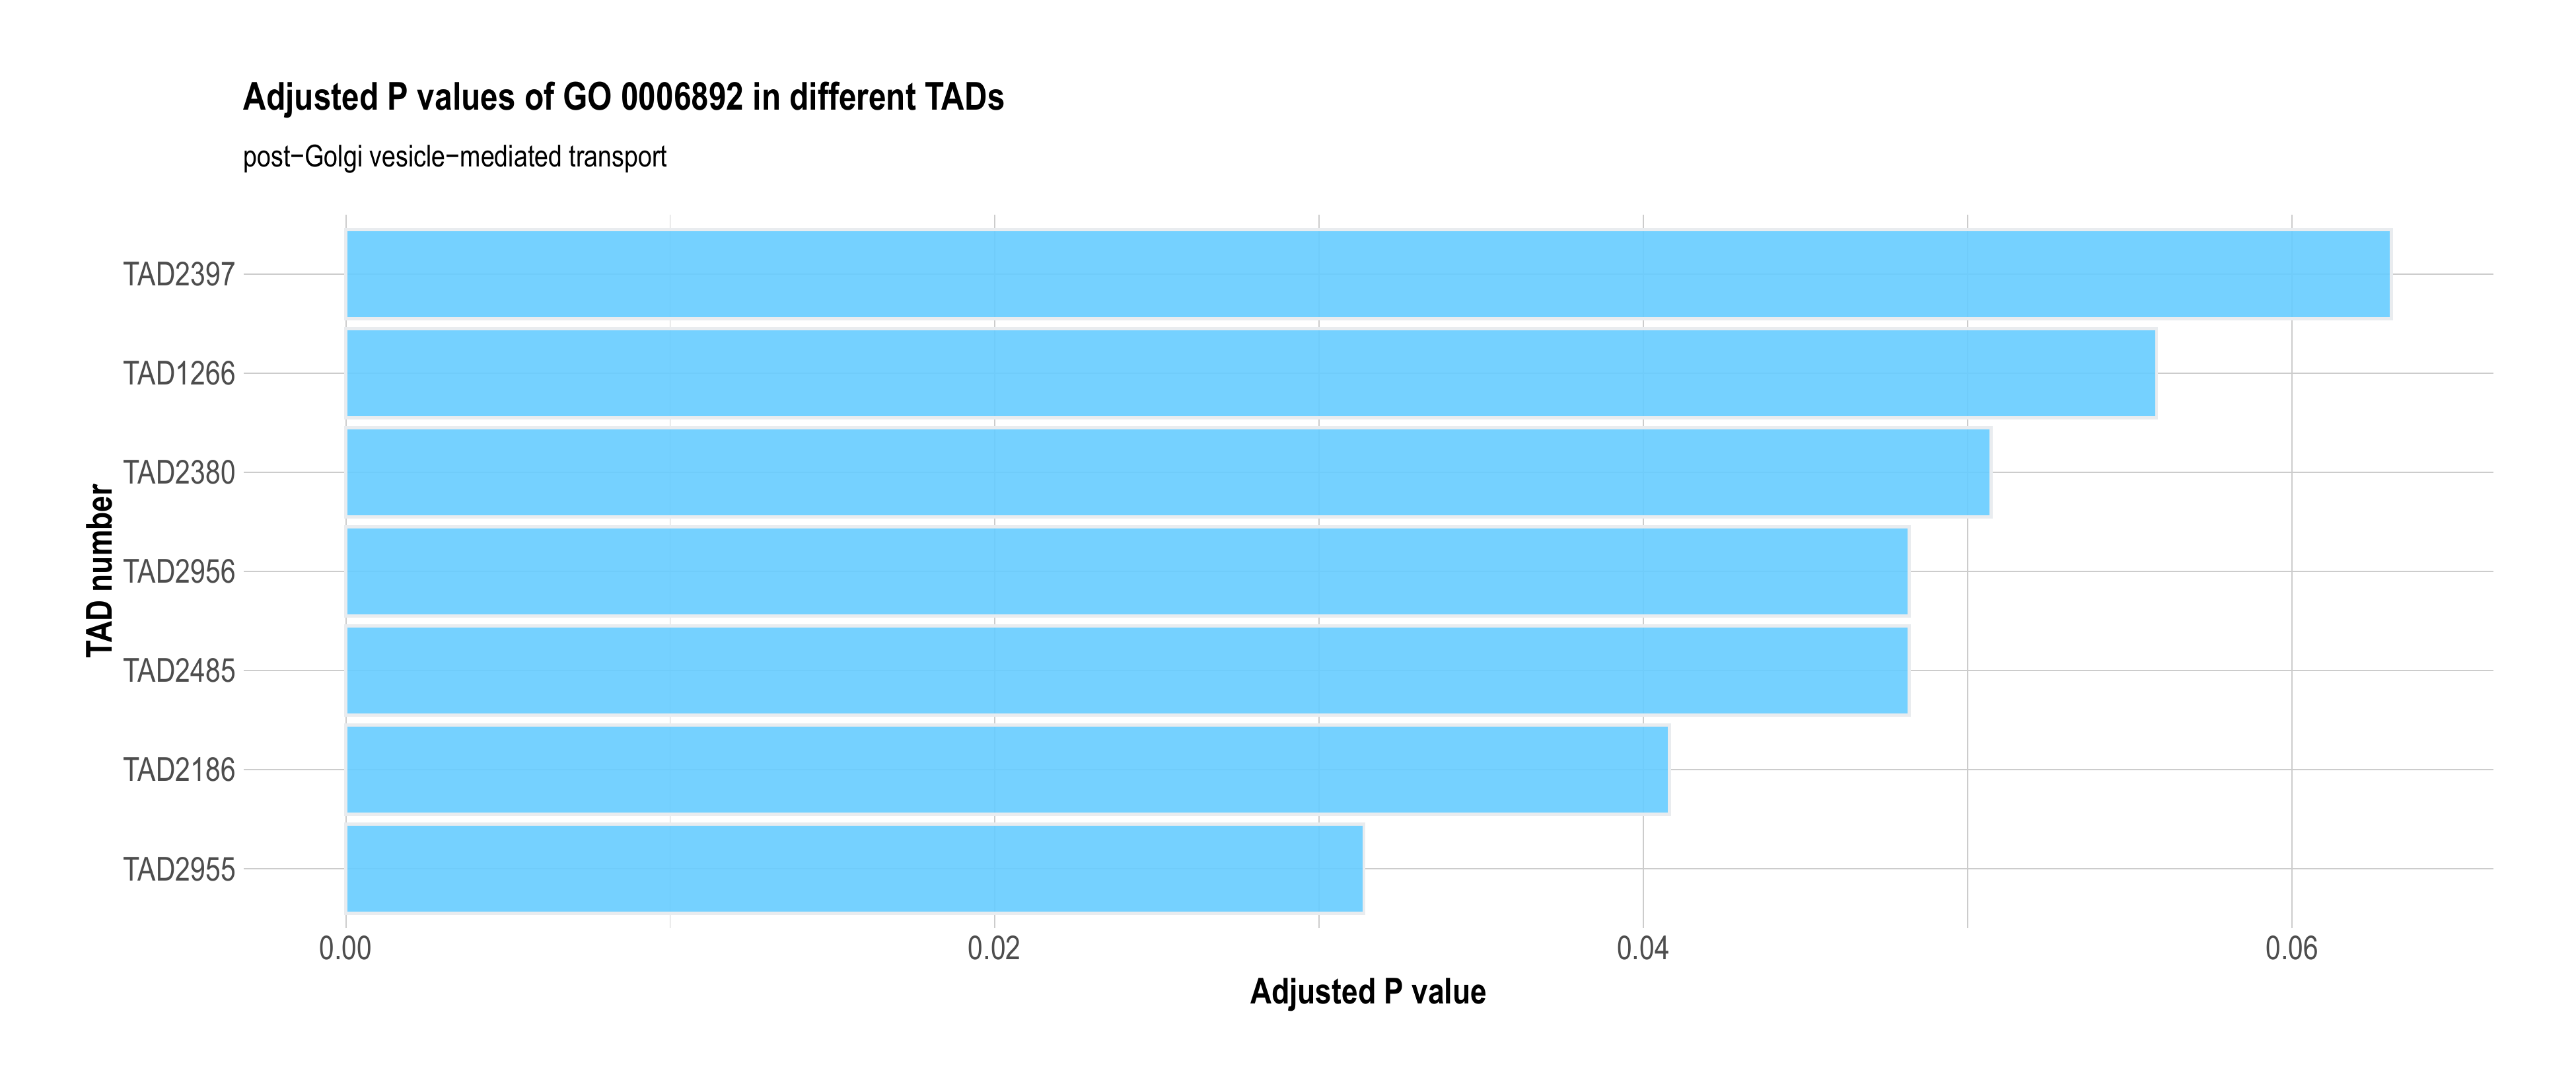 Adjusted P values of GO 0006892 in different TADs
post−Golgi vesicle−mediated transport
TAD number
TAD2397
TAD1266
TAD2380
TAD2956
TAD2485
TAD2186
TAD2955
0.00 0.02 0.04 0.06
Adjusted P value